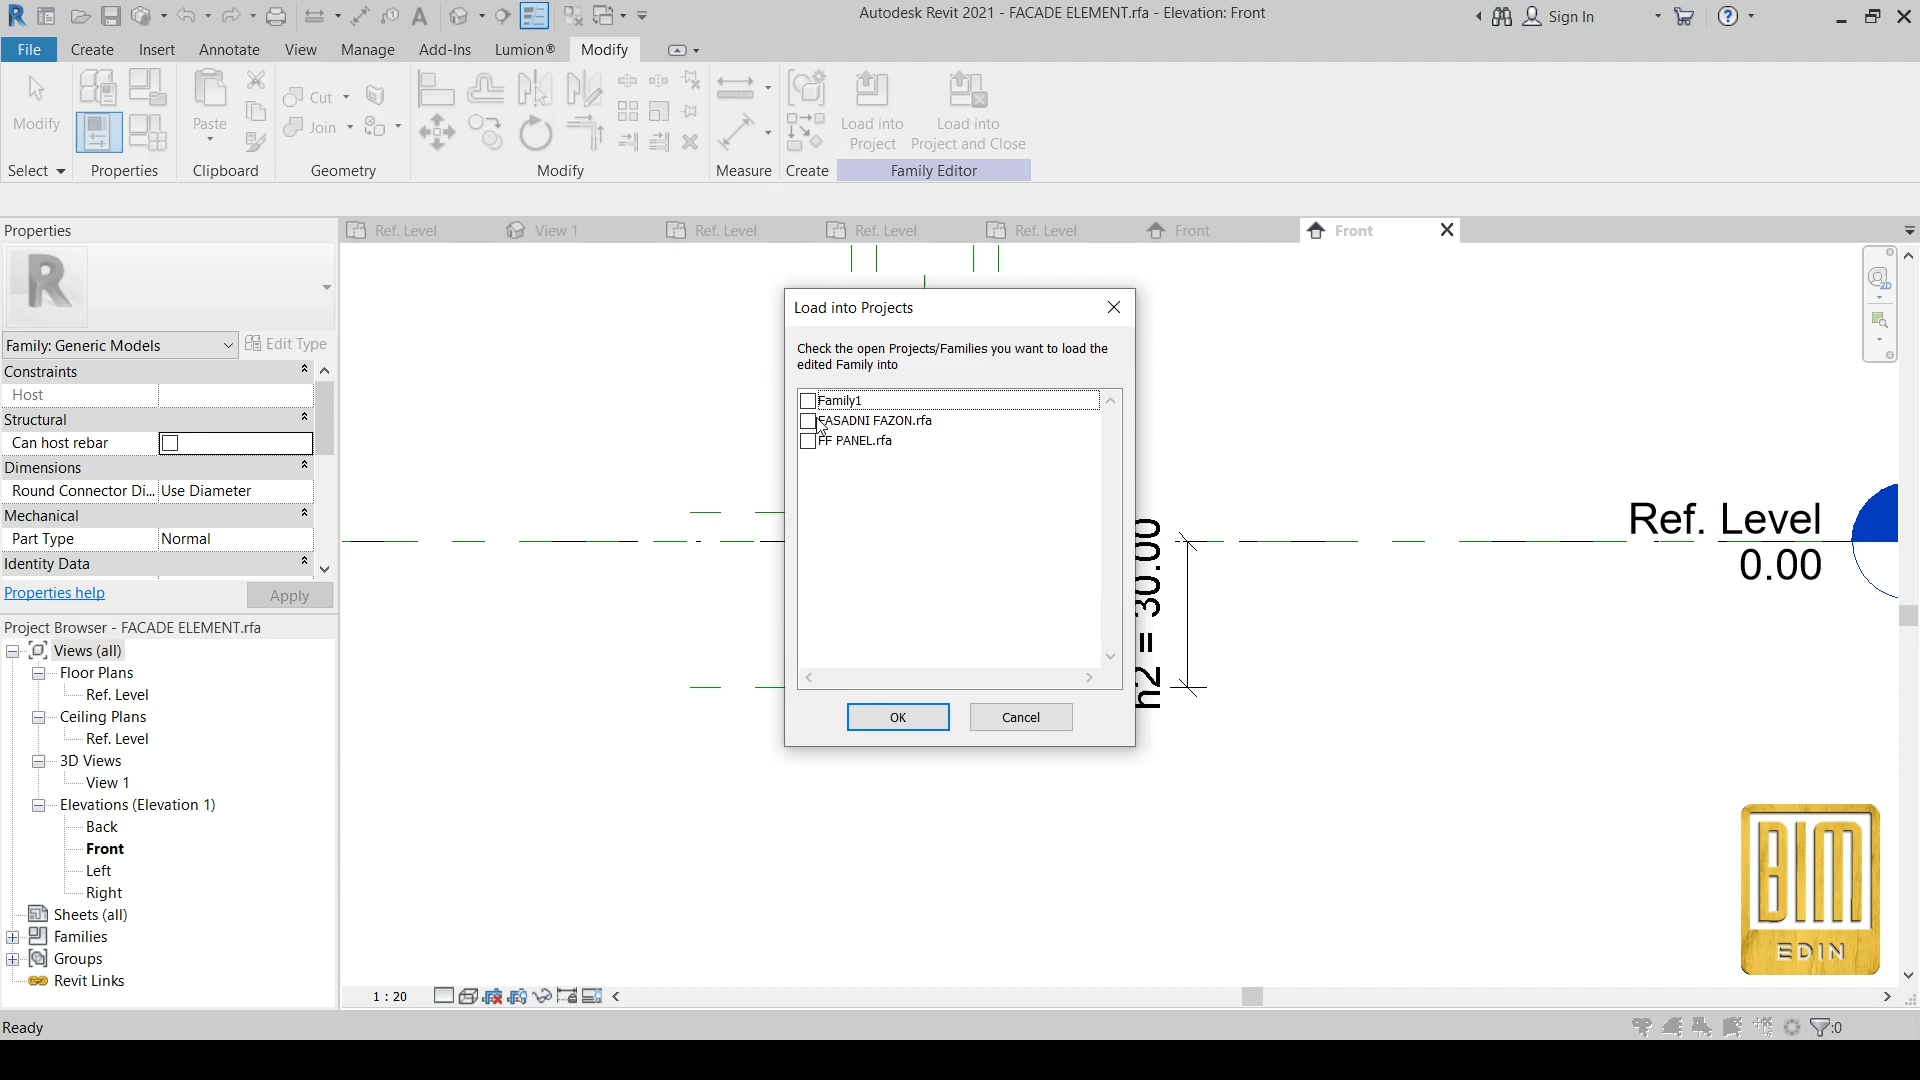 Autodesk Revit 2021 - FACADE ELEMENT.rfa - Elevation: Front
Sign In
File Create Insert Annotate View Manage Add-Ins Lumion® Modify
Modify
Paste
Cut
Join
Load into Project
Load into Project and Close
Select Properties Clipboard Geometry Modify Measure Create Family Editor
Properties
Ref. Level View 1 Ref. Level Ref. Level Ref. Level Front Front
Family: Generic Models
Edit Type
Constraints
Host
Structural
Can host rebar
Dimensions
Round Connector Di... Use Diameter
Mechanical
Part Type Normal
Identity Data
Properties help
Apply
Project Browser - FACADE ELEMENT.rfa
Views (all)
Floor Plans
Ref. Level
Ceiling Plans
Ref. Level
3D Views
View 1
Elevations (Elevation 1)
Back
Front
Left
Right
Sheets (all)
Families
Groups
Revit Links
Load into Projects
Check the open Projects/Families you want to load the
edited Family into
Family1
FASADNI FAZON.rfa
FF PANEL.rfa
OK
Cancel
h2 = 30.00
Ref. Level
0.00
BIM
EDIN
1 : 20
Ready
:0
2D